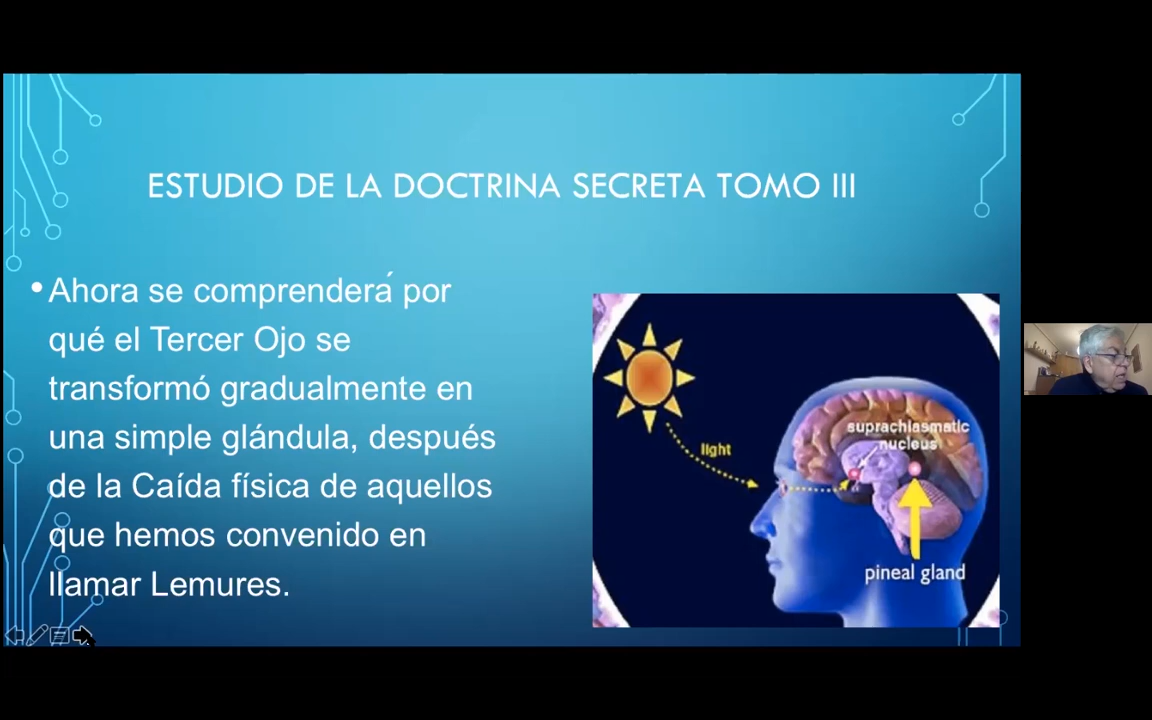 ESTUDIO DE LA DOCTRINA SECRETA TOMO III
• Ahora se comprenderá por
qué el Tercer Ojo se
transformó gradualmente en
una simple glándula, después
de la Caída física de aquellos
que hemos convenido en
llamar Lemures.
light
suprachiasmatic
nucleus
pineal gland